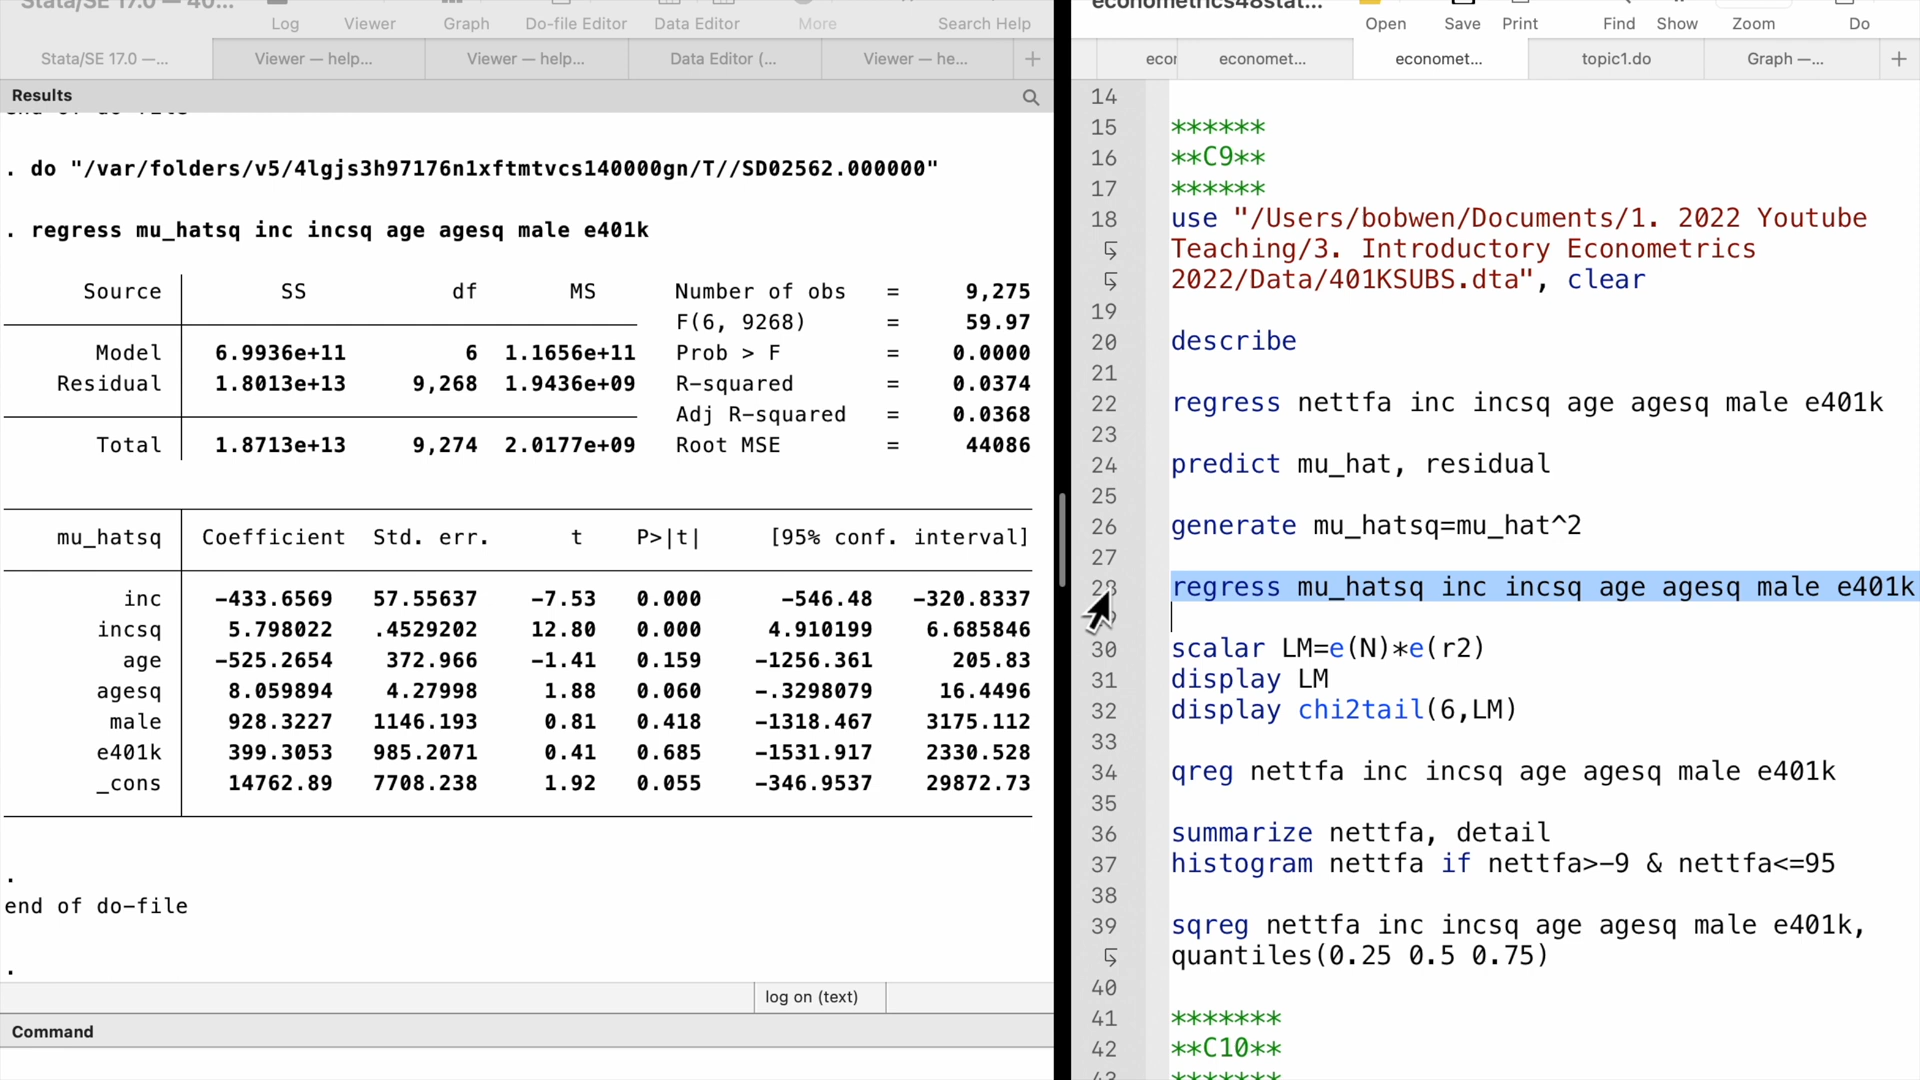 Stata/SE 17.0 — 40...
Log Viewer Graph Do-file Editor Data Editor More Search Help
Stata/SE 17.0 —... Viewer — help... Viewer — help... Data Editor (... Viewer — he... +
Results
end of do-file
. do "/var/folders/v5/4lgjs3h97176n1xftmtvcs140000gn/T//SD02562.000000"
. regress mu_hatsq inc incsq age agesq male e401k
Source SS df MS Number of obs = 9,275
F(6, 9268) = 59.97
Model 6.9936e+11 6 1.1656e+11 Prob > F = 0.0000
Residual 1.8013e+13 9,268 1.9436e+09 R-squared = 0.0374
Adj R-squared = 0.0368
Total 1.8713e+13 9,274 2.0177e+09 Root MSE = 44086
mu_hatsq Coefficient Std. err. t P>|t| [95% conf. interval]
inc -433.6569 57.55637 -7.53 0.000 -546.48 -320.8337
incsq 5.798022 .4529202 12.80 0.000 4.910199 6.685846
age -525.2654 372.966 -1.41 0.159 -1256.361 205.83
agesq 8.059894 4.27998 1.88 0.060 -.3298079 16.4496
male 928.3227 1146.193 0.81 0.418 -1318.467 3175.112
e401k 399.3053 985.2071 0.41 0.685 -1531.917 2330.528
_cons 14762.89 7708.238 1.92 0.055 -346.9537 29872.73
.
end of do-file
.
log on (text)
Command
econometrics48stat...
Open Save Print Find Show Zoom Do
econ economet... economet... topic1.do Graph —... +
14
15 ******
16 **C9**
17 ******
18 use "/Users/bobwen/Documents/1. 2022 Youtube
Teaching/3. Introductory Econometrics
2022/Data/401KSUBS.dta", clear
19
20 describe
21
22 regress nettfa inc incsq age agesq male e401k
23
24 predict mu_hat, residual
25
26 generate mu_hatsq=mu_hat^2
27
28 regress mu_hatsq inc incsq age agesq male e401k
30 scalar LM=e(N)*e(r2)
31 display LM
32 display chi2tail(6,LM)
33
34 qreg nettfa inc incsq age agesq male e401k
35
36 summarize nettfa, detail
37 histogram nettfa if nettfa>-9 & nettfa<=95
38
39 sqreg nettfa inc incsq age agesq male e401k,
quantiles(0.25 0.5 0.75)
40
41 *******
42 **C10**
43 *******